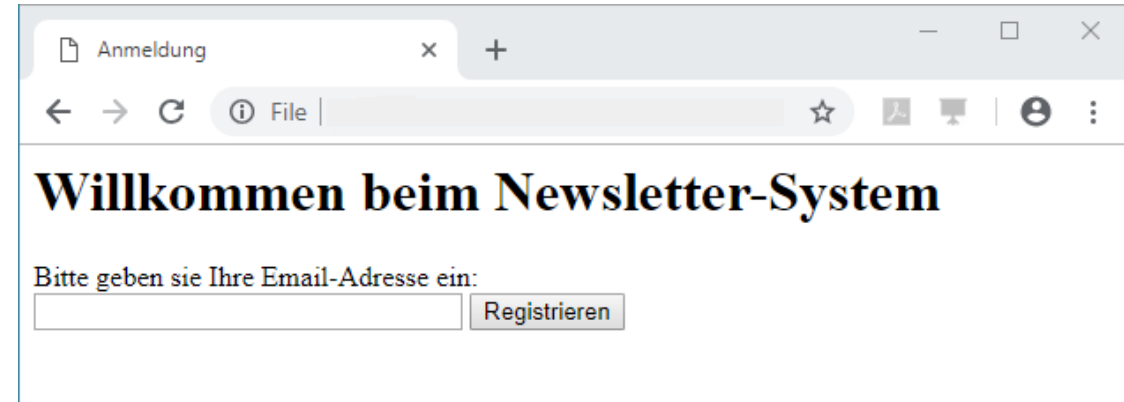 Anmeldung
File
Willkommen beim Newsletter-System
Bitte geben sie Ihre Email-Adresse ein:
Registrieren